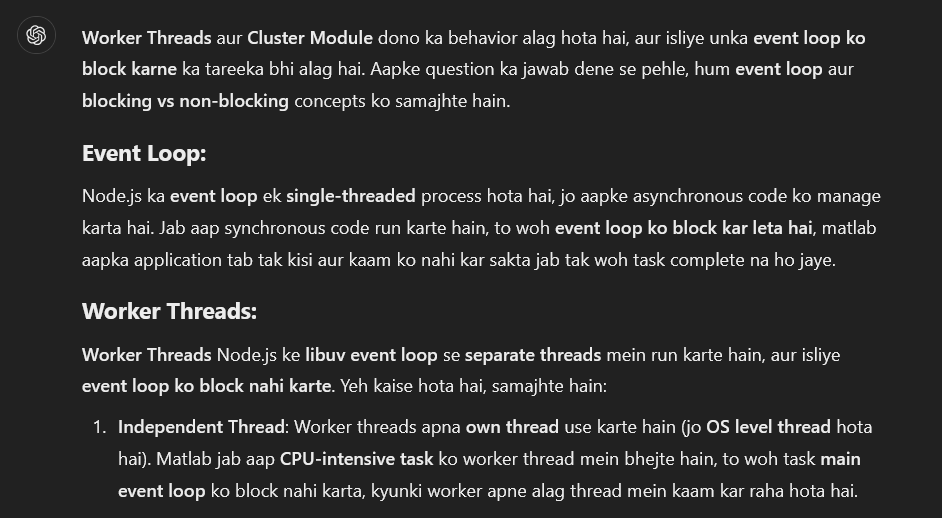 Worker Threads aur Cluster Module dono ka behavior alag hota hai, aur isliye unka event loop ko
block karne ka tareeka bhi alag hai. Aapke question ka jawab dene se pehle, hum event loop aur
blocking vs non-blocking concepts ko samajhte hain.
Event Loop:
Node.js ka event loop ek single-threaded process hota hai, jo aapke asynchronous code ko manage
karta hai. Jab aap synchronous code run karte hain, to woh event loop ko block kar leta hai, matlab
aapka application tab tak kisi aur kaam ko nahi kar sakta jab tak woh task complete na ho jaye.
Worker Threads:
Worker Threads Node.js ke libuv event loop se separate threads mein run karte hain, aur isliye
event loop ko block nahi karte. Yeh kaise hota hai, samajhte hain:
1. Independent Thread: Worker threads apna own thread use karte hain (jo OS level thread hota
hai). Matlab jab aap CPU-intensive task ko worker thread mein bhejte hain, to woh task main
event loop ko block nahi karta, kyunki worker apne alag thread mein kaam kar raha hota hai.